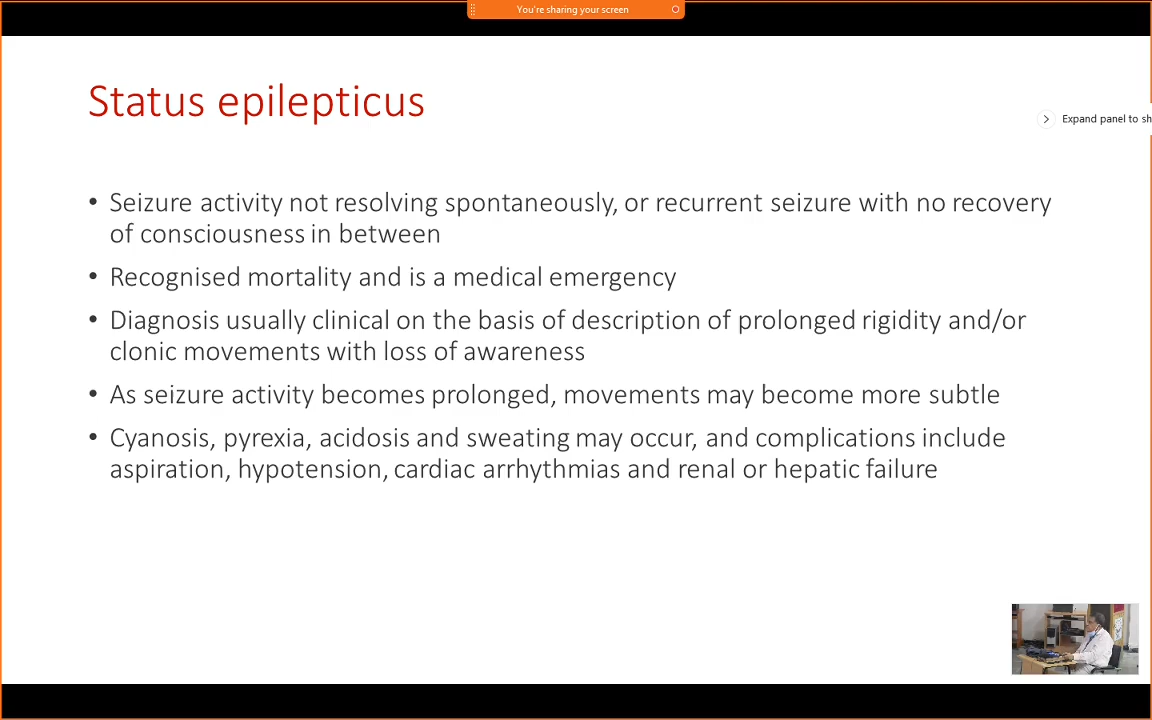 You're sharing your screen
Status epilepticus
Expand panel to sh
• Seizure activity not resolving spontaneously, or recurrent seizure with no recovery
of consciousness in between
• Recognised mortality and is a medical emergency
• Diagnosis usually clinical on the basis of description of prolonged rigidity and/or
clonic movements with loss of awareness
• As seizure activity becomes prolonged, movements may become more subtle
• Cyanosis, pyrexia, acidosis and sweating may occur, and complications include
aspiration, hypotension, cardiac arrhythmias and renal or hepatic failure